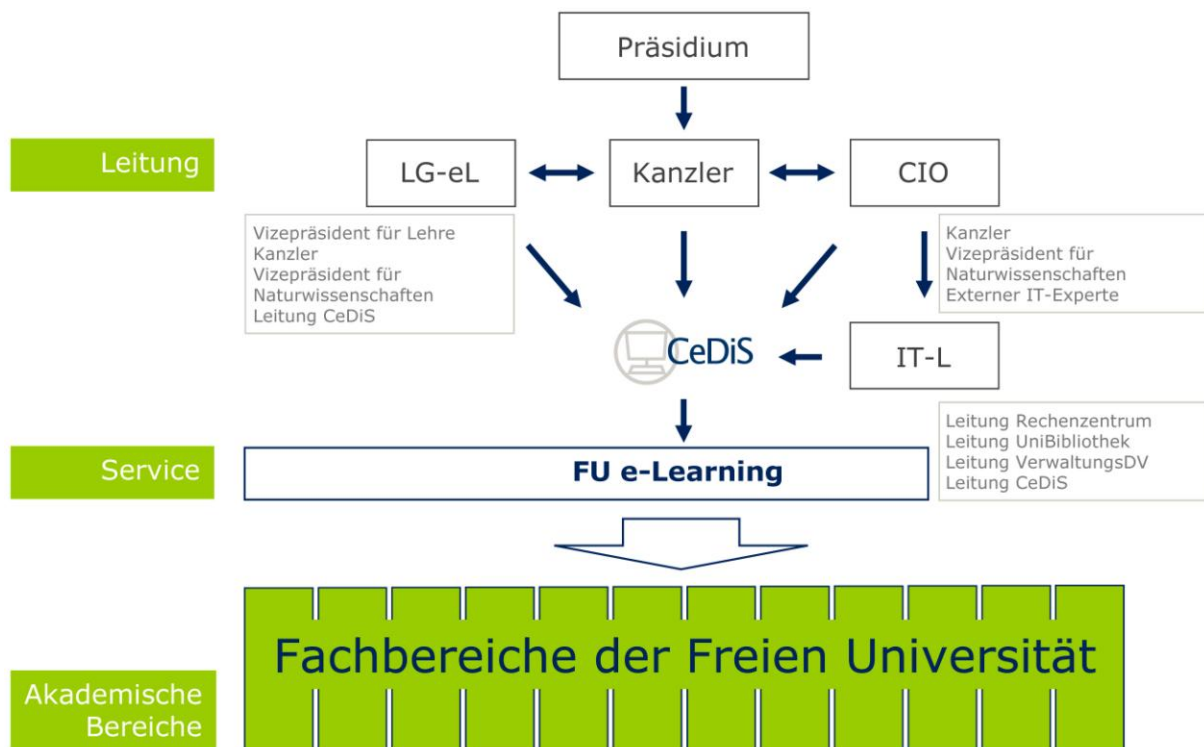 Präsidium
Leitung
LG-eL
Kanzler
CIO
Vizepräsident für Lehre
Kanzler
Vizepräsident für
Naturwissenschaften
Leitung CeDiS
Kanzler
Vizepräsident für
Naturwissenschaften
Externer IT-Experte
CeDiS
IT-L
Leitung Rechenzentrum
Leitung UniBibliothek
Leitung VerwaltungsDV
Leitung CeDiS
Service
FU e-Learning
Fachbereiche der Freien Universität
Akademische
Bereiche